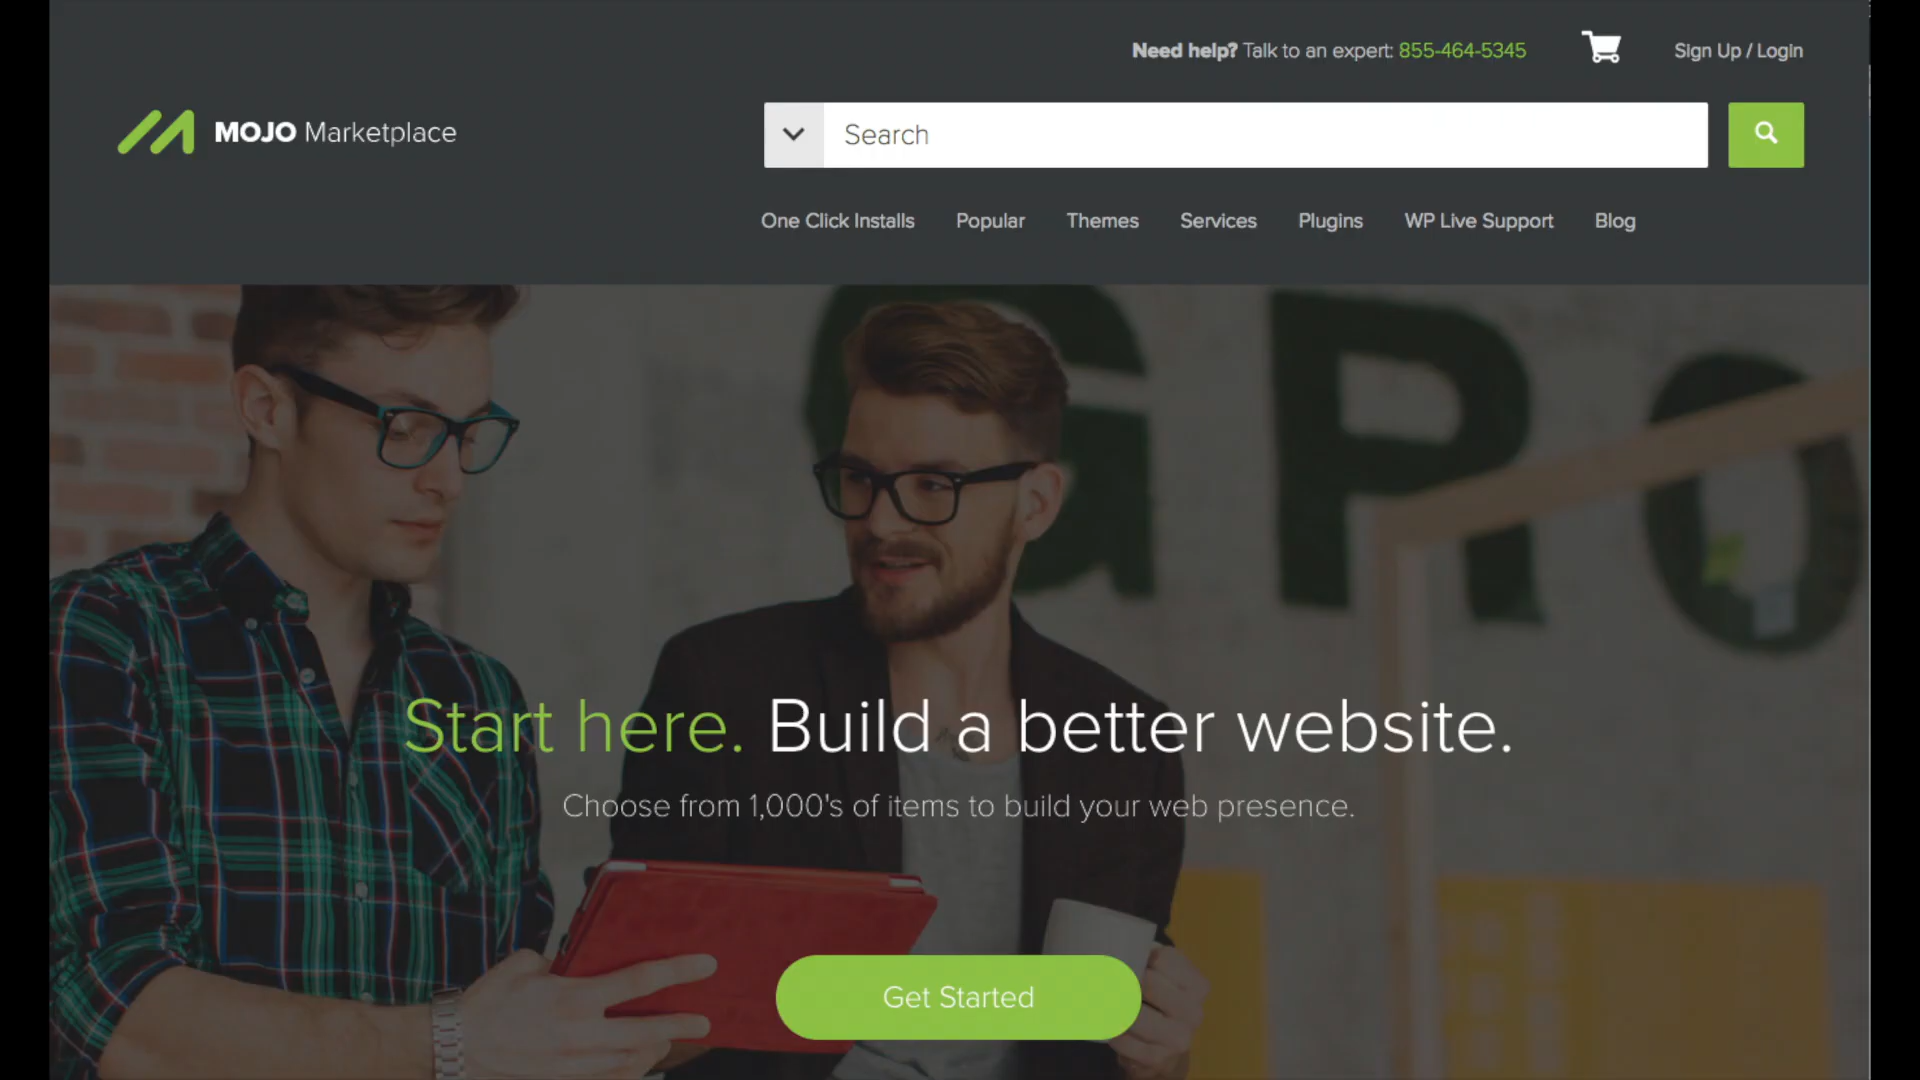 Need help? Talk to an expert: 855-464-5345
Sign Up / Login
MOJO Marketplace
Search
One Click Installs
Popular
Themes
Services
Plugins
WP Live Support
Blog
GRO
Start here. Build a better website.
Choose from 1,000's of items to build your web presence.
Get Started